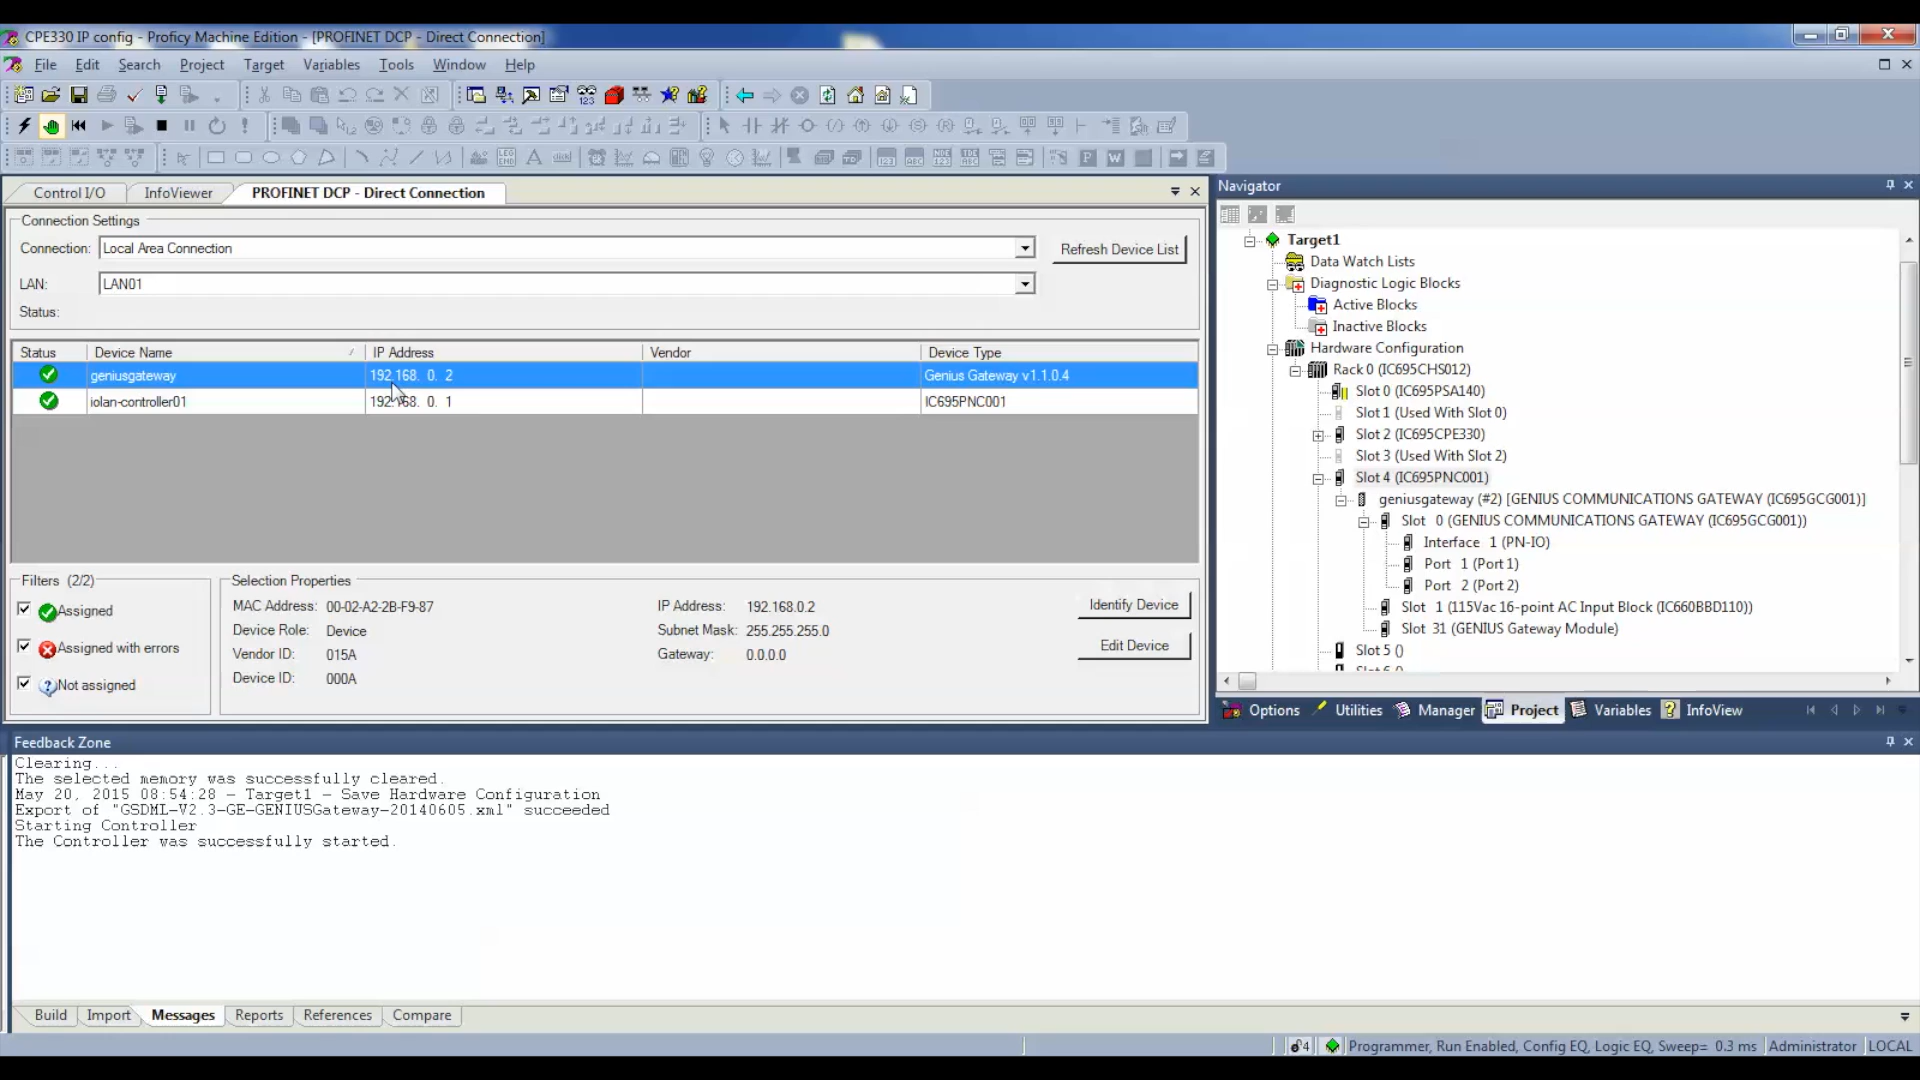 CPE330 IP config - Proficy Machine Edition - [PROFINET DCP - Direct Connection]
File Edit Search Project Target Variables Tools Window Help
Control I/O InfoViewer PROFINET DCP - Direct Connection
Connection Settings
Connection: Local Area Connection Refresh Device List
LAN: LAN01
Status:
Status Device Name IP Address Vendor Device Type
geniusgateway 192.168. 0. 2 Genius Gateway v1.1.0.4
iolan-controller01 192.168. 0. 1 IC695PNC001
Filters (2/2)
Assigned
Assigned with errors
Not assigned
Selection Properties
MAC Address: 00-02-A2-2B-F9-87 IP Address: 192.168.0.2 Identify Device
Device Role: Device Subnet Mask: 255.255.255.0
Vendor ID: 015A Gateway: 0.0.0.0 Edit Device
Device ID: 000A
Navigator
Target1
Data Watch Lists
Diagnostic Logic Blocks
Active Blocks
Inactive Blocks
Hardware Configuration
Rack 0 (IC695CHS012)
Slot 0 (IC695PSA140)
Slot 1 (Used With Slot 0)
Slot 2 (IC695CPE330)
Slot 3 (Used With Slot 2)
Slot 4 (IC695PNC001)
geniusgateway (#2) [GENIUS COMMUNICATIONS GATEWAY (IC695GCG001)]
Slot 0 (GENIUS COMMUNICATIONS GATEWAY (IC695GCG001))
Interface 1 (PN-IO)
Port 1 (Port 1)
Port 2 (Port 2)
Slot 1 (115Vac 16-point AC Input Block (IC660BBD110))
Slot 31 (GENIUS Gateway Module)
Slot 5 ()
Options Utilities Manager Project Variables InfoView
Feedback Zone
Clearing...
The selected memory was successfully cleared.
May 20, 2015 08:54:28 - Target1 - Save Hardware Configuration
Export of "GSDML-V2.3-GE-GENIUSGateway-20140605.xml" succeeded
Starting Controller
The Controller was successfully started.
Build Import Messages Reports References Compare
4 Programmer, Run Enabled, Config EQ, Logic EQ, Sweep= 0.3 ms Administrator LOCAL